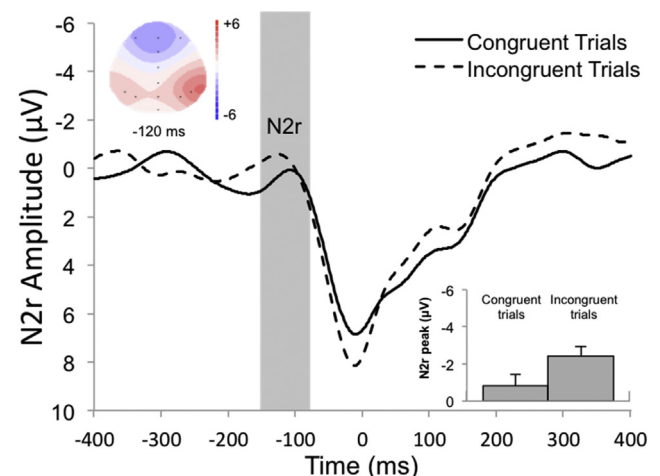 -6
-4
-2
0
2
4
6
8
10
N2r Amplitude (µV)
+6
-6
-120 ms
N2r
Congruent Trials
Incongruent Trials
-6
-4
-2
0
N2r peak (µV)
Congruent Incongruent
trials trials
-400 -300 -200 -100 0 100 200 300 400
Time (ms)